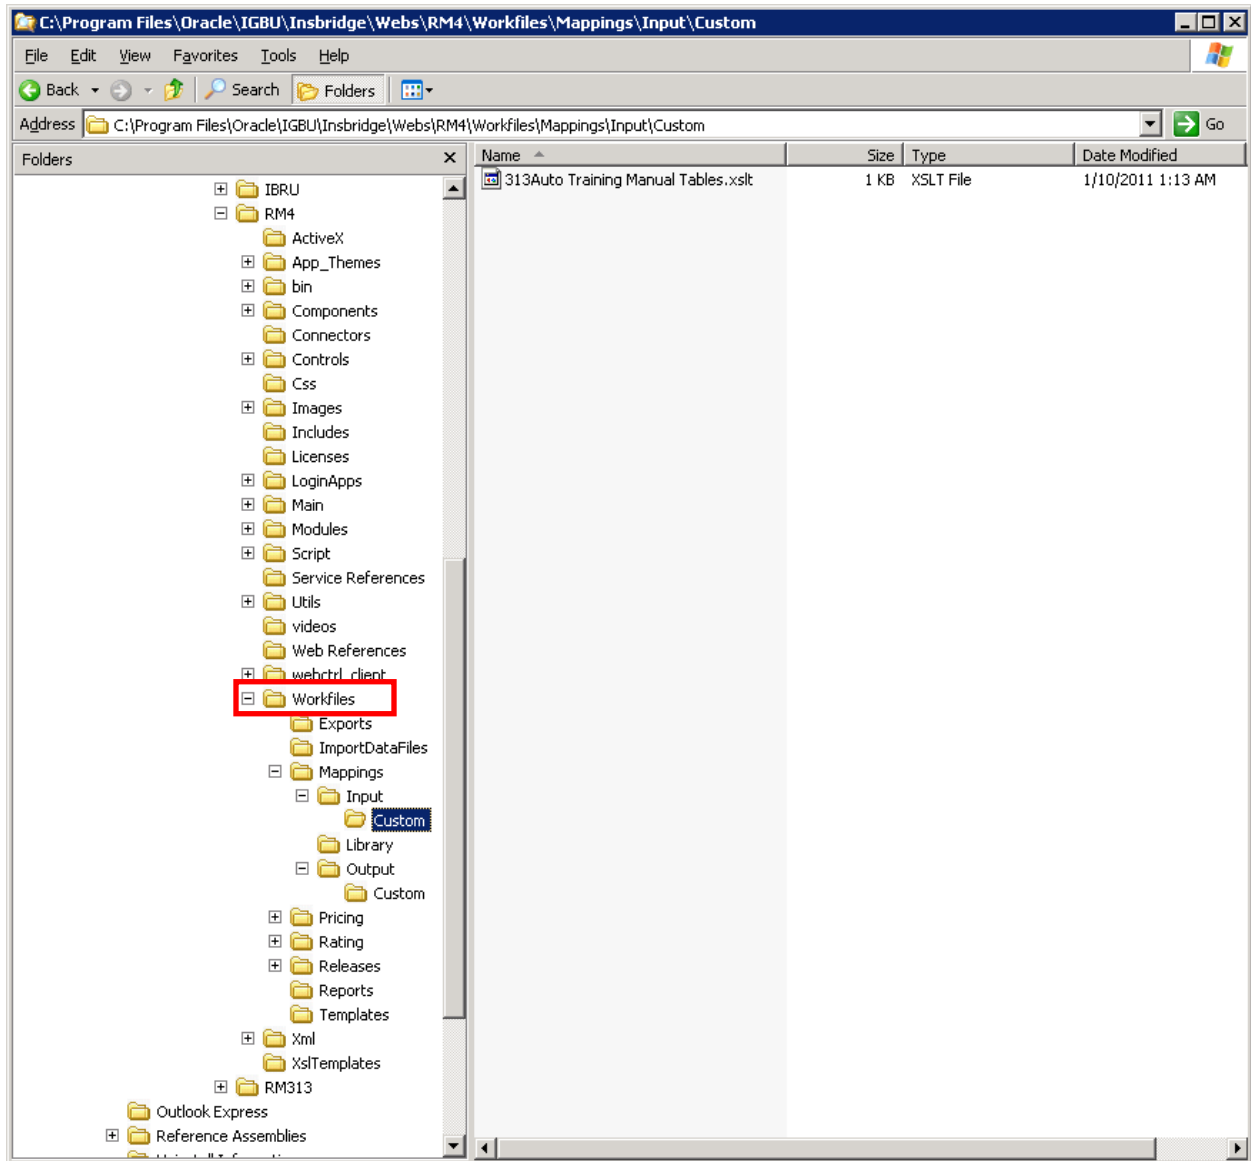 C:\Program Files\Oracle\IGBU\Insbridge\Webs\RM4\Workfiles\Mappings\Input\Custom
File Edit View Favorites Tools Help
Back Search Folders
Address C:\Program Files\Oracle\IGBU\Insbridge\Webs\RM4\Workfiles\Mappings\Input\Custom Go
Folders
Name Size Type Date Modified
313Auto Training Manual Tables.xslt 1 KB XSLT File 1/10/2011 1:13 AM
IBRU
RM4
ActiveX
App_Themes
bin
Components
Connectors
Controls
Css
Images
Includes
Licenses
LoginApps
Main
Modules
Script
Service References
Utils
videos
Web References
webctrl_client
Workfiles
Exports
ImportDataFiles
Mappings
Input
Custom
Library
Output
Custom
Pricing
Rating
Releases
Reports
Templates
Xml
XslTemplates
RM313
Outlook Express
Reference Assemblies